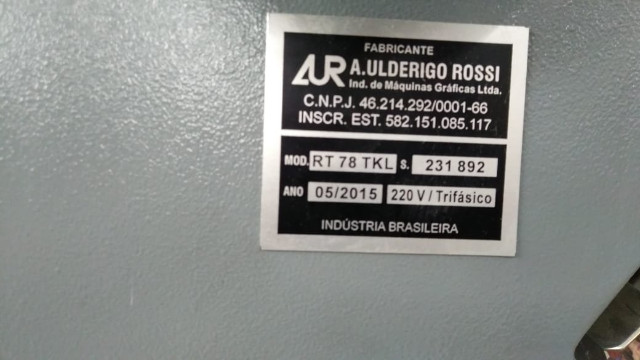 FABRICANTE
AUR A.ULDERIGO ROSSI
Ind. de Máquinas Gráficas Ltda.
C.N.P.J. 46.214.292/0001-66
INSCR. EST. 582.151.085.117
MOD. RT 78 TKL S. 231 892
ANO 05/2015 220 V / Trifásico
INDÚSTRIA BRASILEIRA